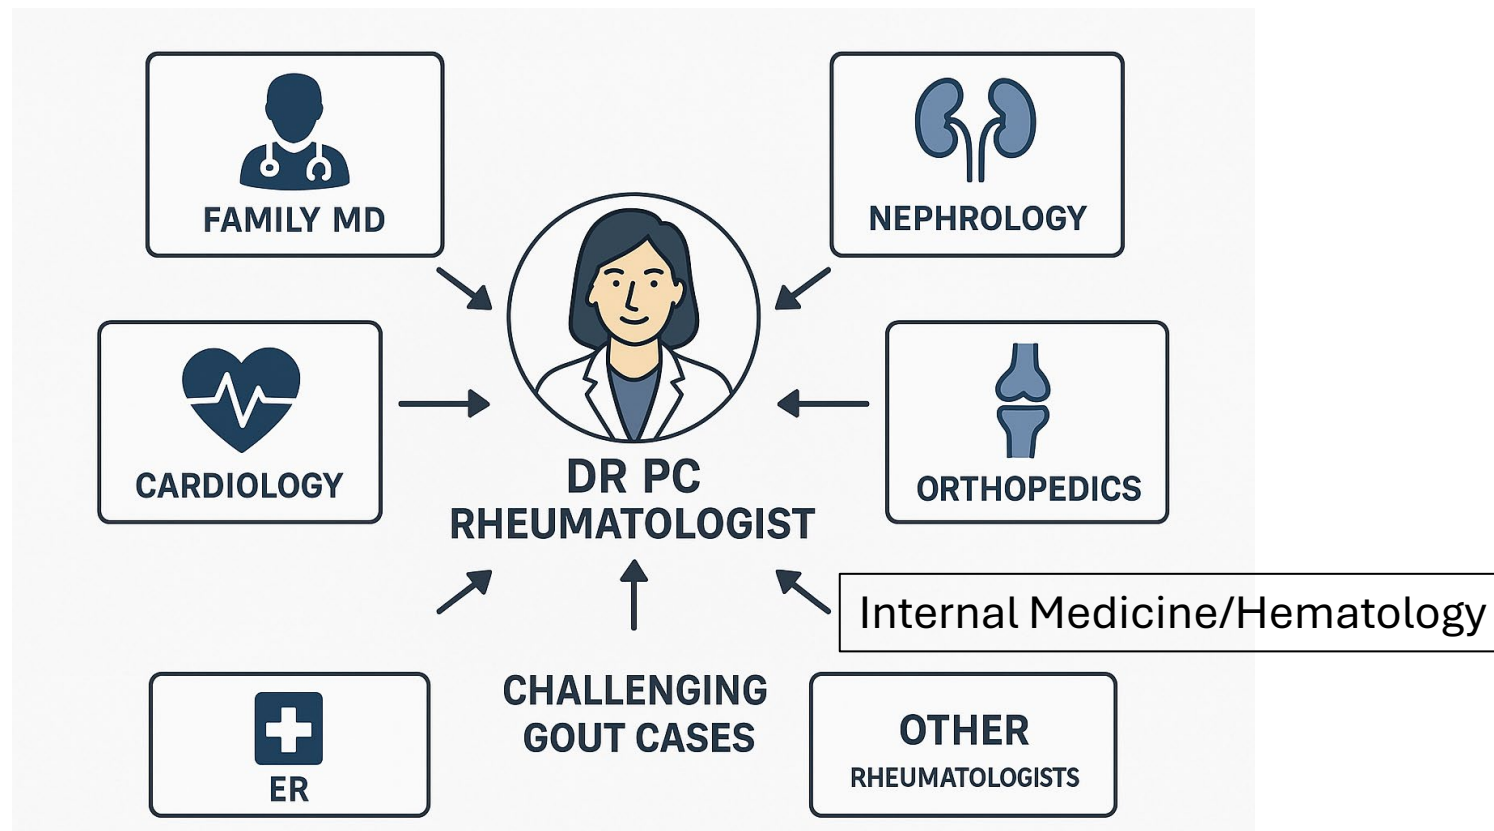 FAMILY MD
NEPHROLOGY
CARDIOLOGY
DR PC
RHEUMATOLOGIST
ORTHOPEDICS
Internal Medicine/Hematology
ER
CHALLENGING
GOUT CASES
OTHER
RHEUMATOLOGISTS